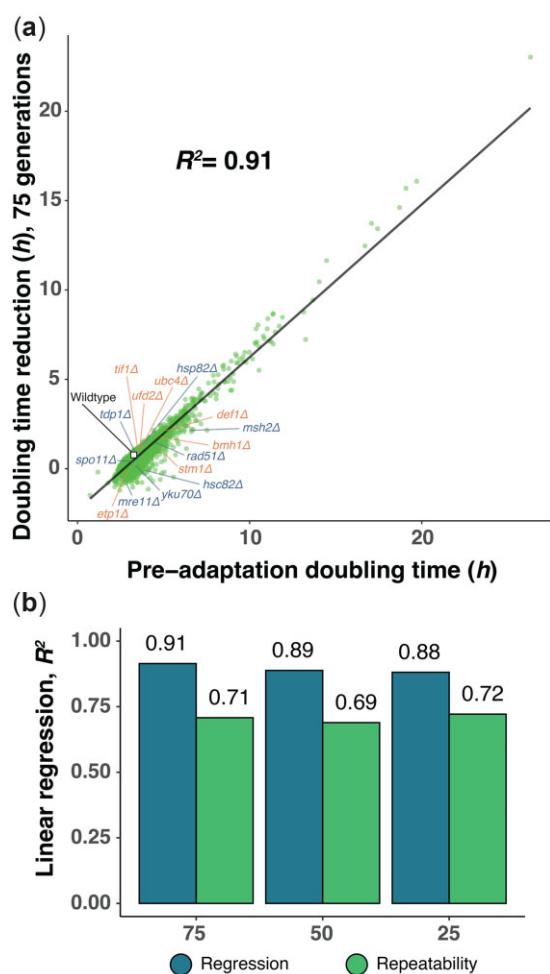 (a)
Doubling time reduction (h), 75 generations
20
15
10
5
0
R²= 0.91
tif1Δ
ubc4Δ
hsp82Δ
ufd2Δ
Wildtype
tdp1Δ
def1Δ
msh2Δ
bmh1Δ
spo11Δ
rad51Δ
stm1Δ
hsc82Δ
yku70Δ
mre11Δ
etp1Δ
0 10 20
Pre–adaptation doubling time (h)
(b)
Linear regression, R²
1.00
0.75
0.50
0.25
0.00
0.91 0.71 0.89 0.69 0.88 0.72
75 50 25
Regression Repeatability